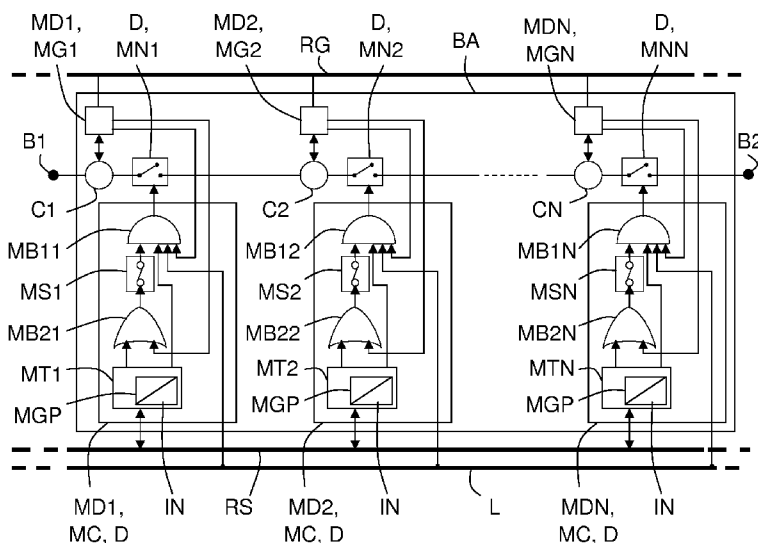 MD1, D, MD2, D, RG BA MDN, D,
MG1 MN1 MG2 MN2 MGN MNN
B1 B2
C1 C2 CN
MB11 MB12 MB1N
MS1 MS2 MSN
MB21 MB22 MB2N
MT1 MT2 MTN
MGP MGP MGP
MD1, IN RS MD2, IN L MDN, IN
MC, D MC, D MC, D